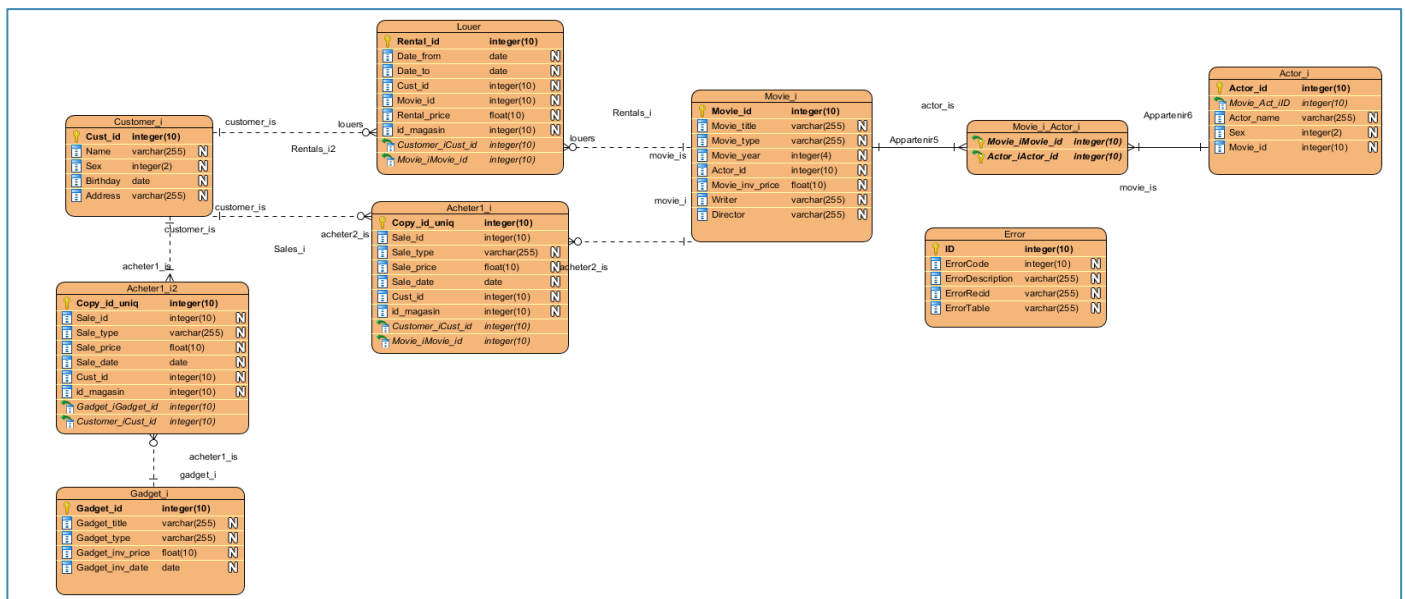 Louer
Rental_id integer(10)
Date_from date N
Date_to date N
Cust_id integer(10) N
Movie_id integer(10) N
Rental_price float(10) N
id_magasin integer(10) N
Customer_iCust_id integer(10)
Movie_iMovie_id integer(10)
Customer_i
Cust_id integer(10)
Name varchar(255) N
Sex integer(2) N
Birthday date N
Address varchar(255) N
customer_is
louers
Rentals_i2
customer_is
acheter2_is
Sales_i
customer_is
acheter1_is
Rentals_i
louers
movie_is
movie_i
acheter2_is
Movie_i
Movie_id integer(10)
Movie_title varchar(255) N
Movie_type varchar(255) N
Movie_year integer(4) N
Actor_id integer(10) N
Movie_inv_price float(10) N
Writer varchar(255) N
Director varchar(255) N
actor_is
Appartenir5
Movie_i_Actor_i
Movie_iMovie_id integer(10)
Actor_iActor_id integer(10)
Appartenir6
movie_is
Actor_i
Actor_id integer(10)
Movie_Act_iID integer(10)
Actor_name varchar(255) N
Sex integer(2) N
Movie_id integer(10) N
Acheter1_i
Copy_id_uniq integer(10)
Sale_id integer(10)
Sale_type varchar(255) N
Sale_price float(10) N
Sale_date date N
Cust_id integer(10) N
id_magasin integer(10) N
Customer_iCust_id integer(10)
Movie_iMovie_id integer(10)
Error
ID integer(10)
ErrorCode integer(10) N
ErrorDescription varchar(255) N
ErrorRecid varchar(255) N
ErrorTable varchar(255) N
Acheter1_i2
Copy_id_uniq integer(10)
Sale_id integer(10) N
Sale_type varchar(255) N
Sale_price float(10) N
Sale_date date N
Cust_id integer(10) N
id_magasin integer(10) N
Gadget_iGadget_id integer(10)
Customer_iCust_id integer(10)
acheter1_is
gadget_i
Gadget_i
Gadget_id integer(10)
Gadget_title varchar(255) N
Gadget_type varchar(255) N
Gadget_inv_price float(10) N
Gadget_inv_date date N